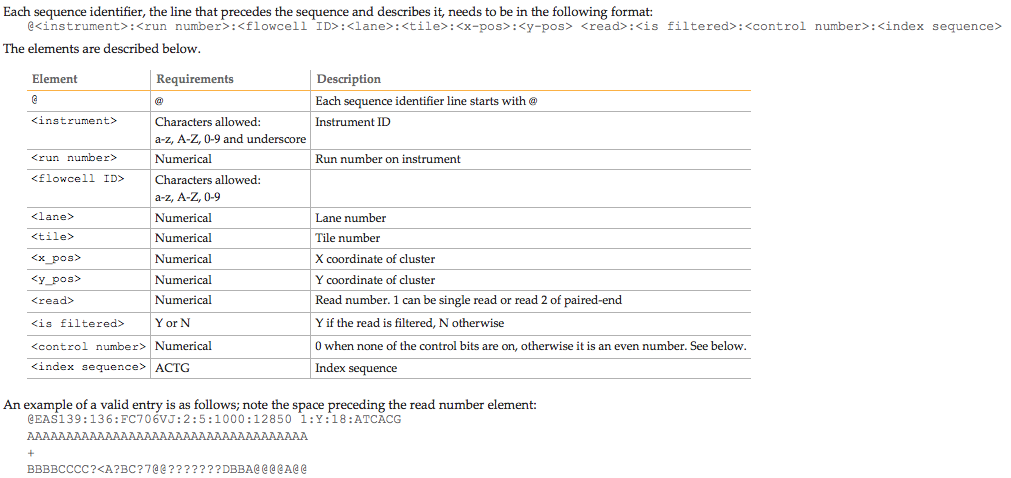 Each sequence identifier, the line that precedes the sequence and describes it, needs to be in the following format:
@<instrument>:<run number>:<flowcell ID>:<lane>:<tile>:<x-pos>:<y-pos> <read>:<is filtered>:<control number>:<index sequence>
The elements are described below.
Element Requirements Description
@ @ Each sequence identifier line starts with @
<instrument> Characters allowed: Instrument ID
a-z, A-Z, 0-9 and underscore
<run number> Numerical Run number on instrument
<flowcell ID> Characters allowed:
a-z, A-Z, 0-9
<lane> Numerical Lane number
<tile> Numerical Tile number
<x_pos> Numerical X coordinate of cluster
<y_pos> Numerical Y coordinate of cluster
<read> Numerical Read number. 1 can be single read or read 2 of paired-end
<is filtered> Y or N Y if the read is filtered, N otherwise
<control number> Numerical 0 when none of the control bits are on, otherwise it is an even number. See below.
<index sequence> ACTG Index sequence
An example of a valid entry is as follows; note the space preceding the read number element:
@EAS139:136:FC706VJ:2:5:1000:12850 1:Y:18:ATCACG
AAAAAAAAAAAAAAAAAAAAAAAAAAAAAAAAAAAA
+
BBBBCCCC?<A?BC?7@@???????DBBA@@@@A@@